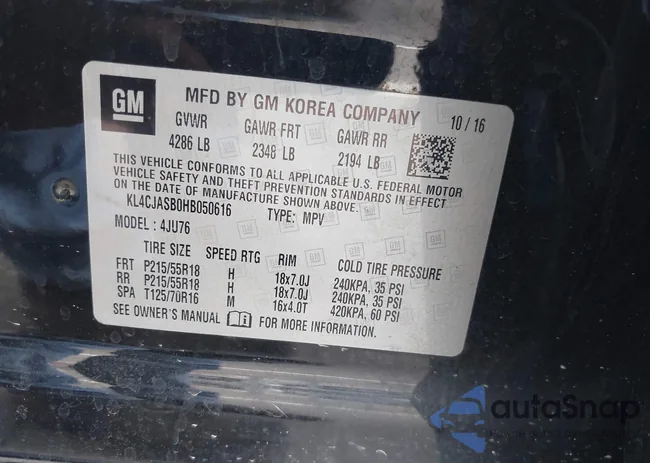 GM
MFD BY GM KOREA COMPANY
10 / 16
GVWR GAWR FRT GAWR RR
4286 LB 2348 LB 2194 LB
THIS VEHICLE CONFORMS TO ALL APPLICABLE U.S. FEDERAL MOTOR
VEHICLE SAFETY AND THEFT PREVENTION STANDARDS IN EFFECT
ON THE DATE OF MANUFACTURE SHOWN ABOVE.
KL4CJASB0HB050616 TYPE: MPV
MODEL: 4JU76
TIRE SIZE SPEED RTG RIM COLD TIRE PRESSURE
FRT P215/55R18 H 18x7.0J 240KPA, 35 PSI
RR P215/55R18 H 18x7.0J 240KPA, 35 PSI
SPA T125/70R16 M 16x4.0T 420KPA, 60 PSI
SEE OWNER'S MANUAL FOR MORE INFORMATION
autoSnap